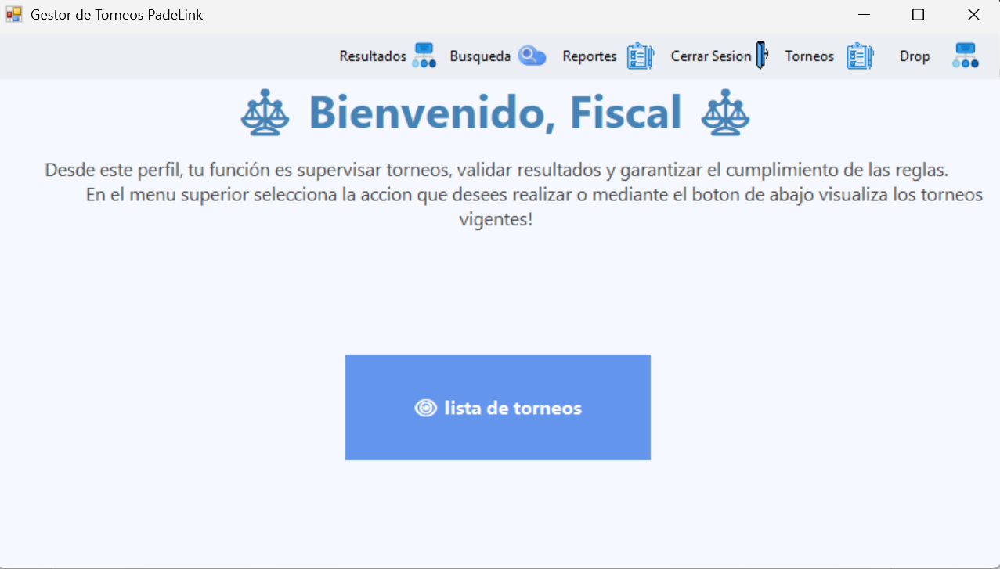 Gestor de Torneos PadeLink
Resultados Busqueda Reportes Cerrar Sesion Torneos Drop
Bienvenido, Fiscal
Desde este perfil, tu función es supervisar torneos, validar resultados y garantizar el cumplimiento de las reglas.
En el menu superior selecciona la accion que desees realizar o mediante el boton de abajo visualiza los torneos
vigentes!
lista de torneos